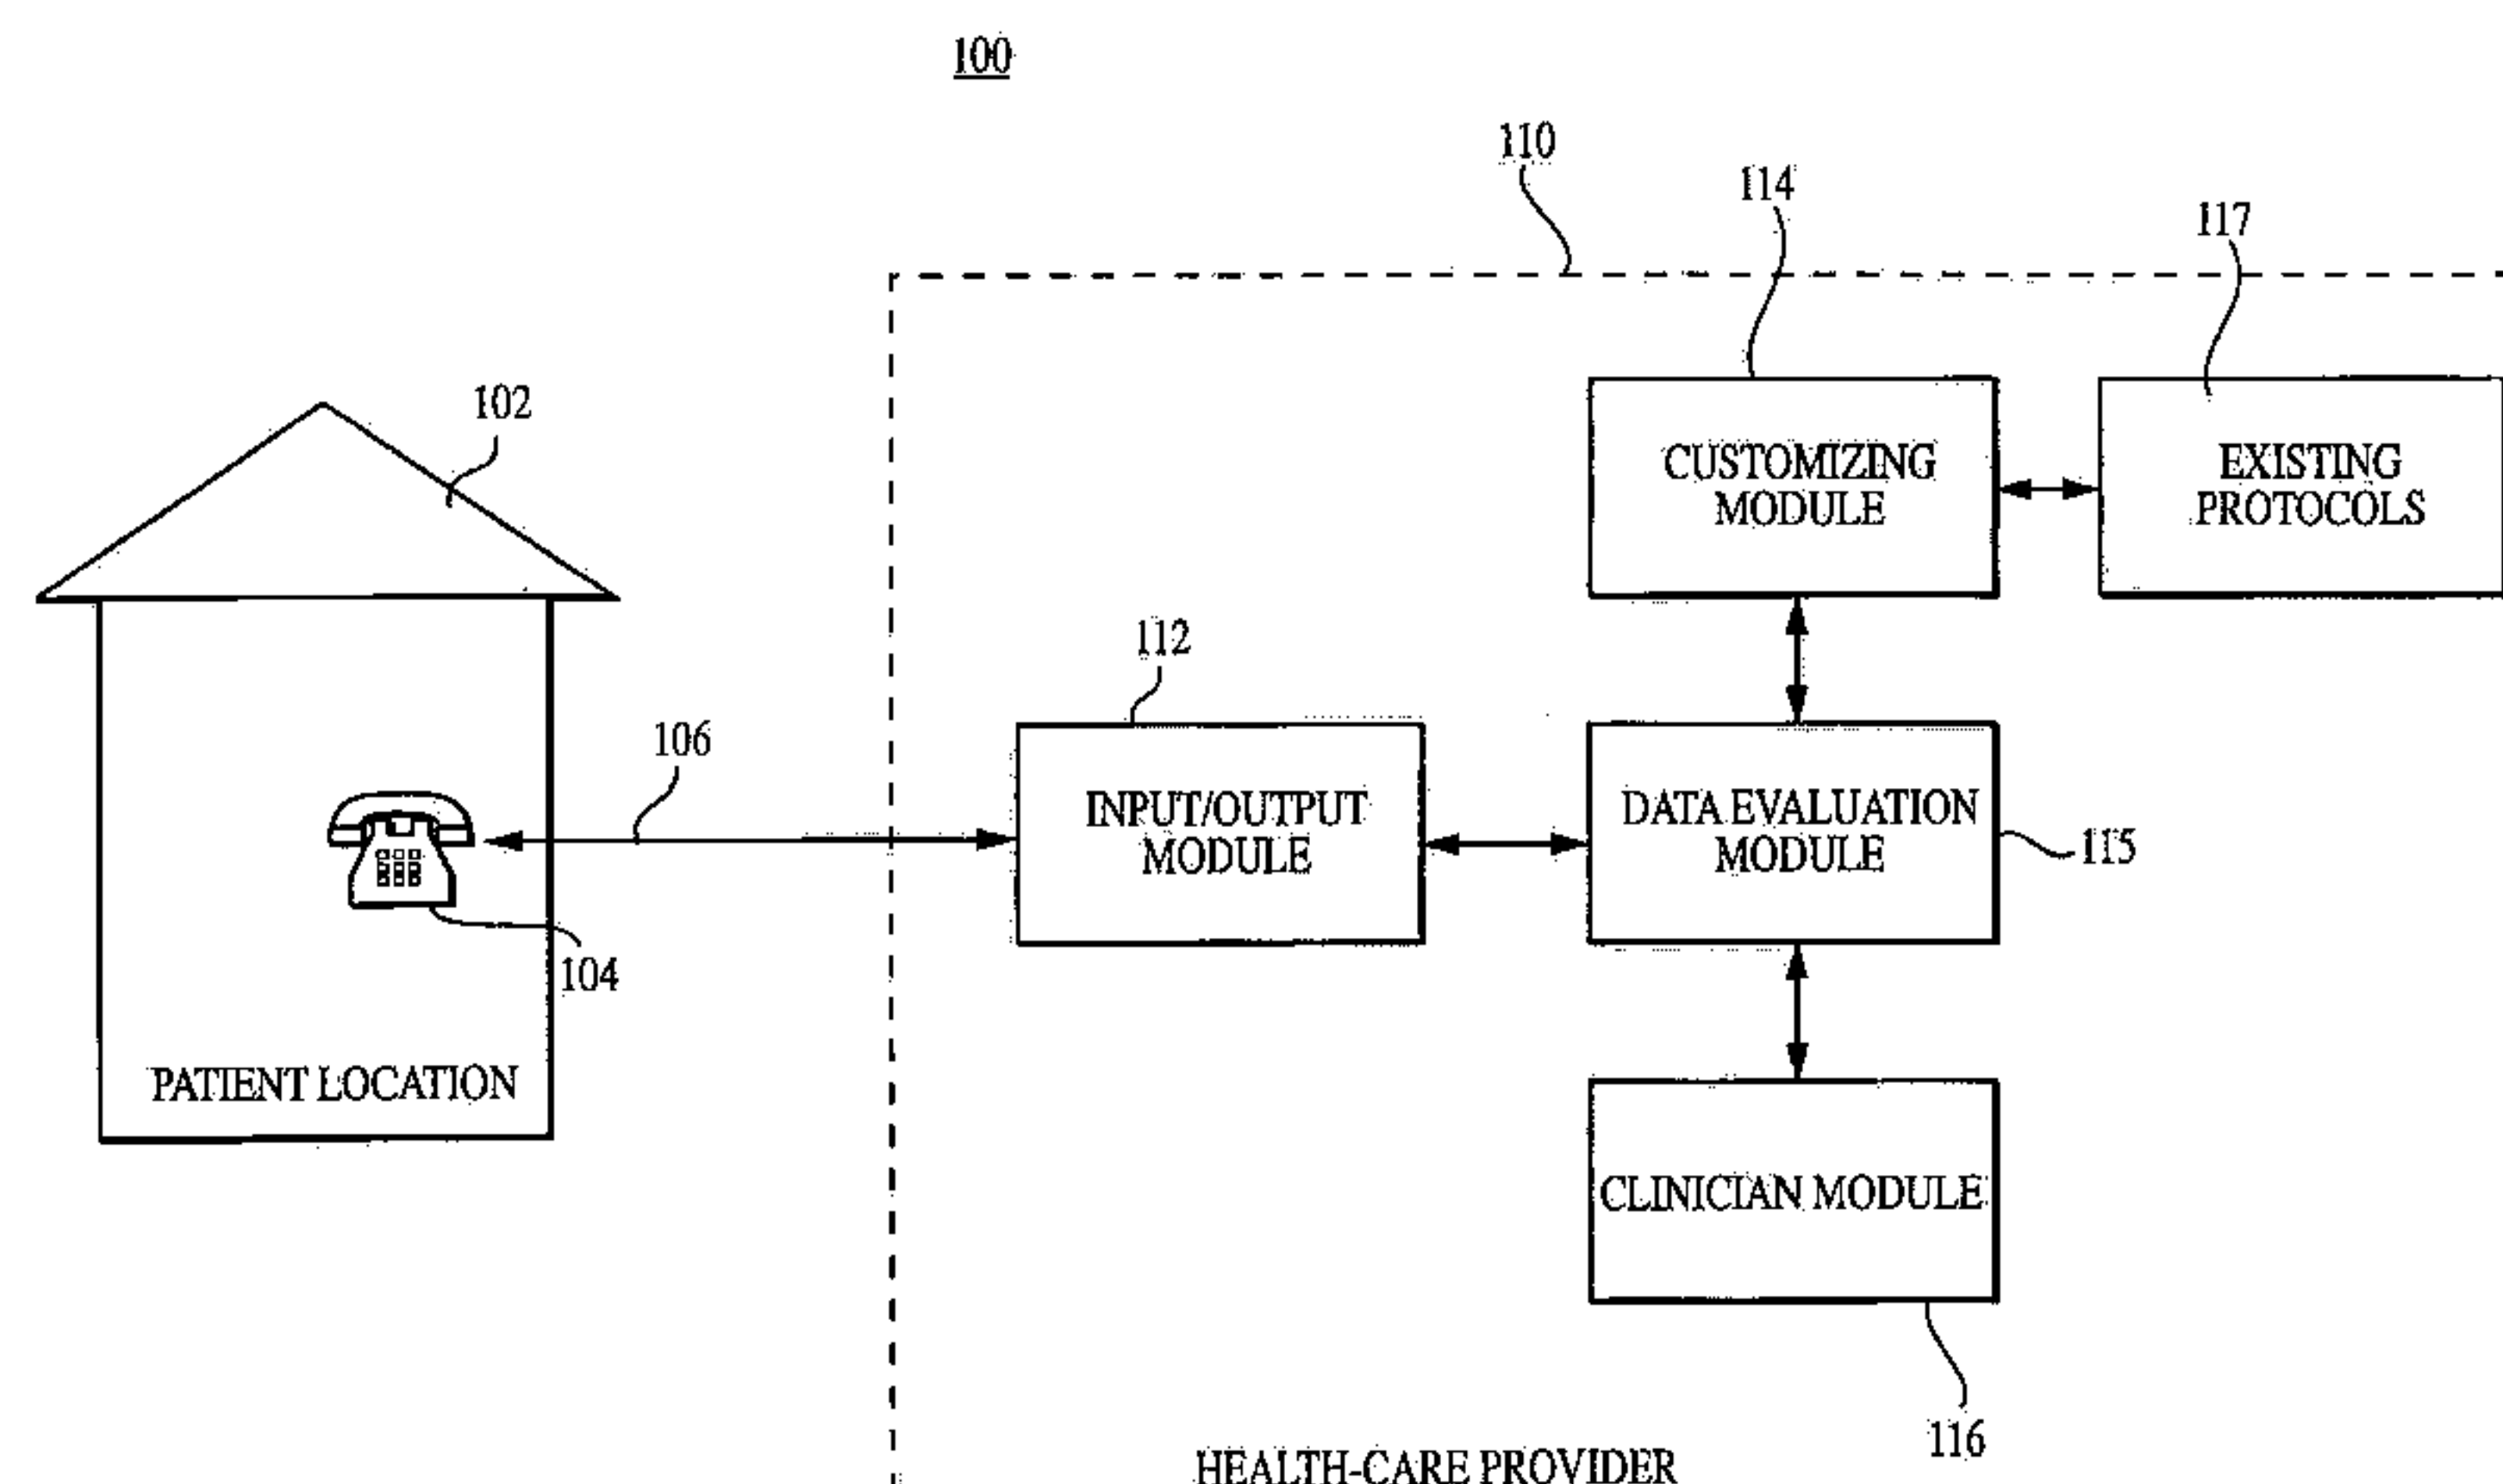 100
110
114
117
102
CUSTOMIZING
MODULE
EXISTING
PROTOCOLS
112
106
INPUT/OUTPUT
MODULE
DATA EVALUATION
MODULE
115
104
PATIENT LOCATION
CLINICIAN MODULE
116
HEALTH-CARE PROVIDER